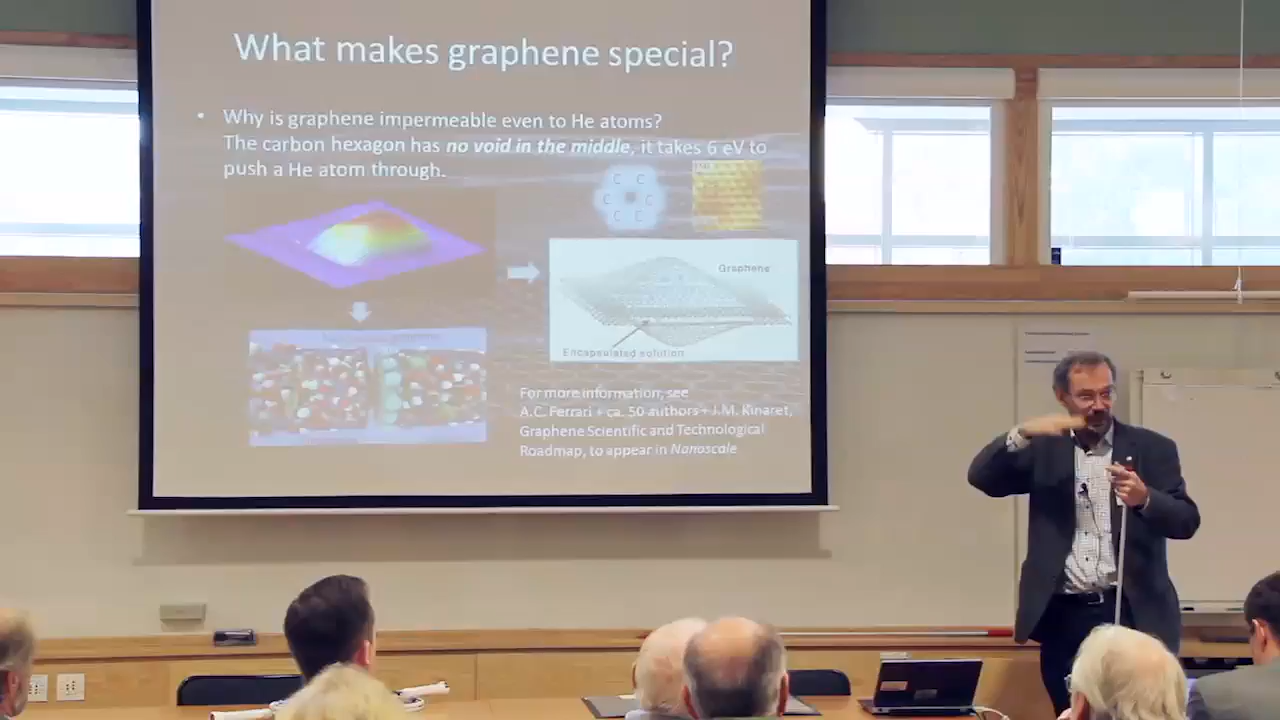 What makes graphene special?
• Why is graphene impermeable even to He atoms?
The carbon hexagon has no void in the middle, it takes 6 eV to
push a He atom through.
C C
C C
C C
Graphene
Encapsulated solution
For more information, see
A.C. Ferrari + ca. 50 authors + J.M. Kinaret,
Graphene Scientific and Technological
Roadmap, to appear in Nanoscale